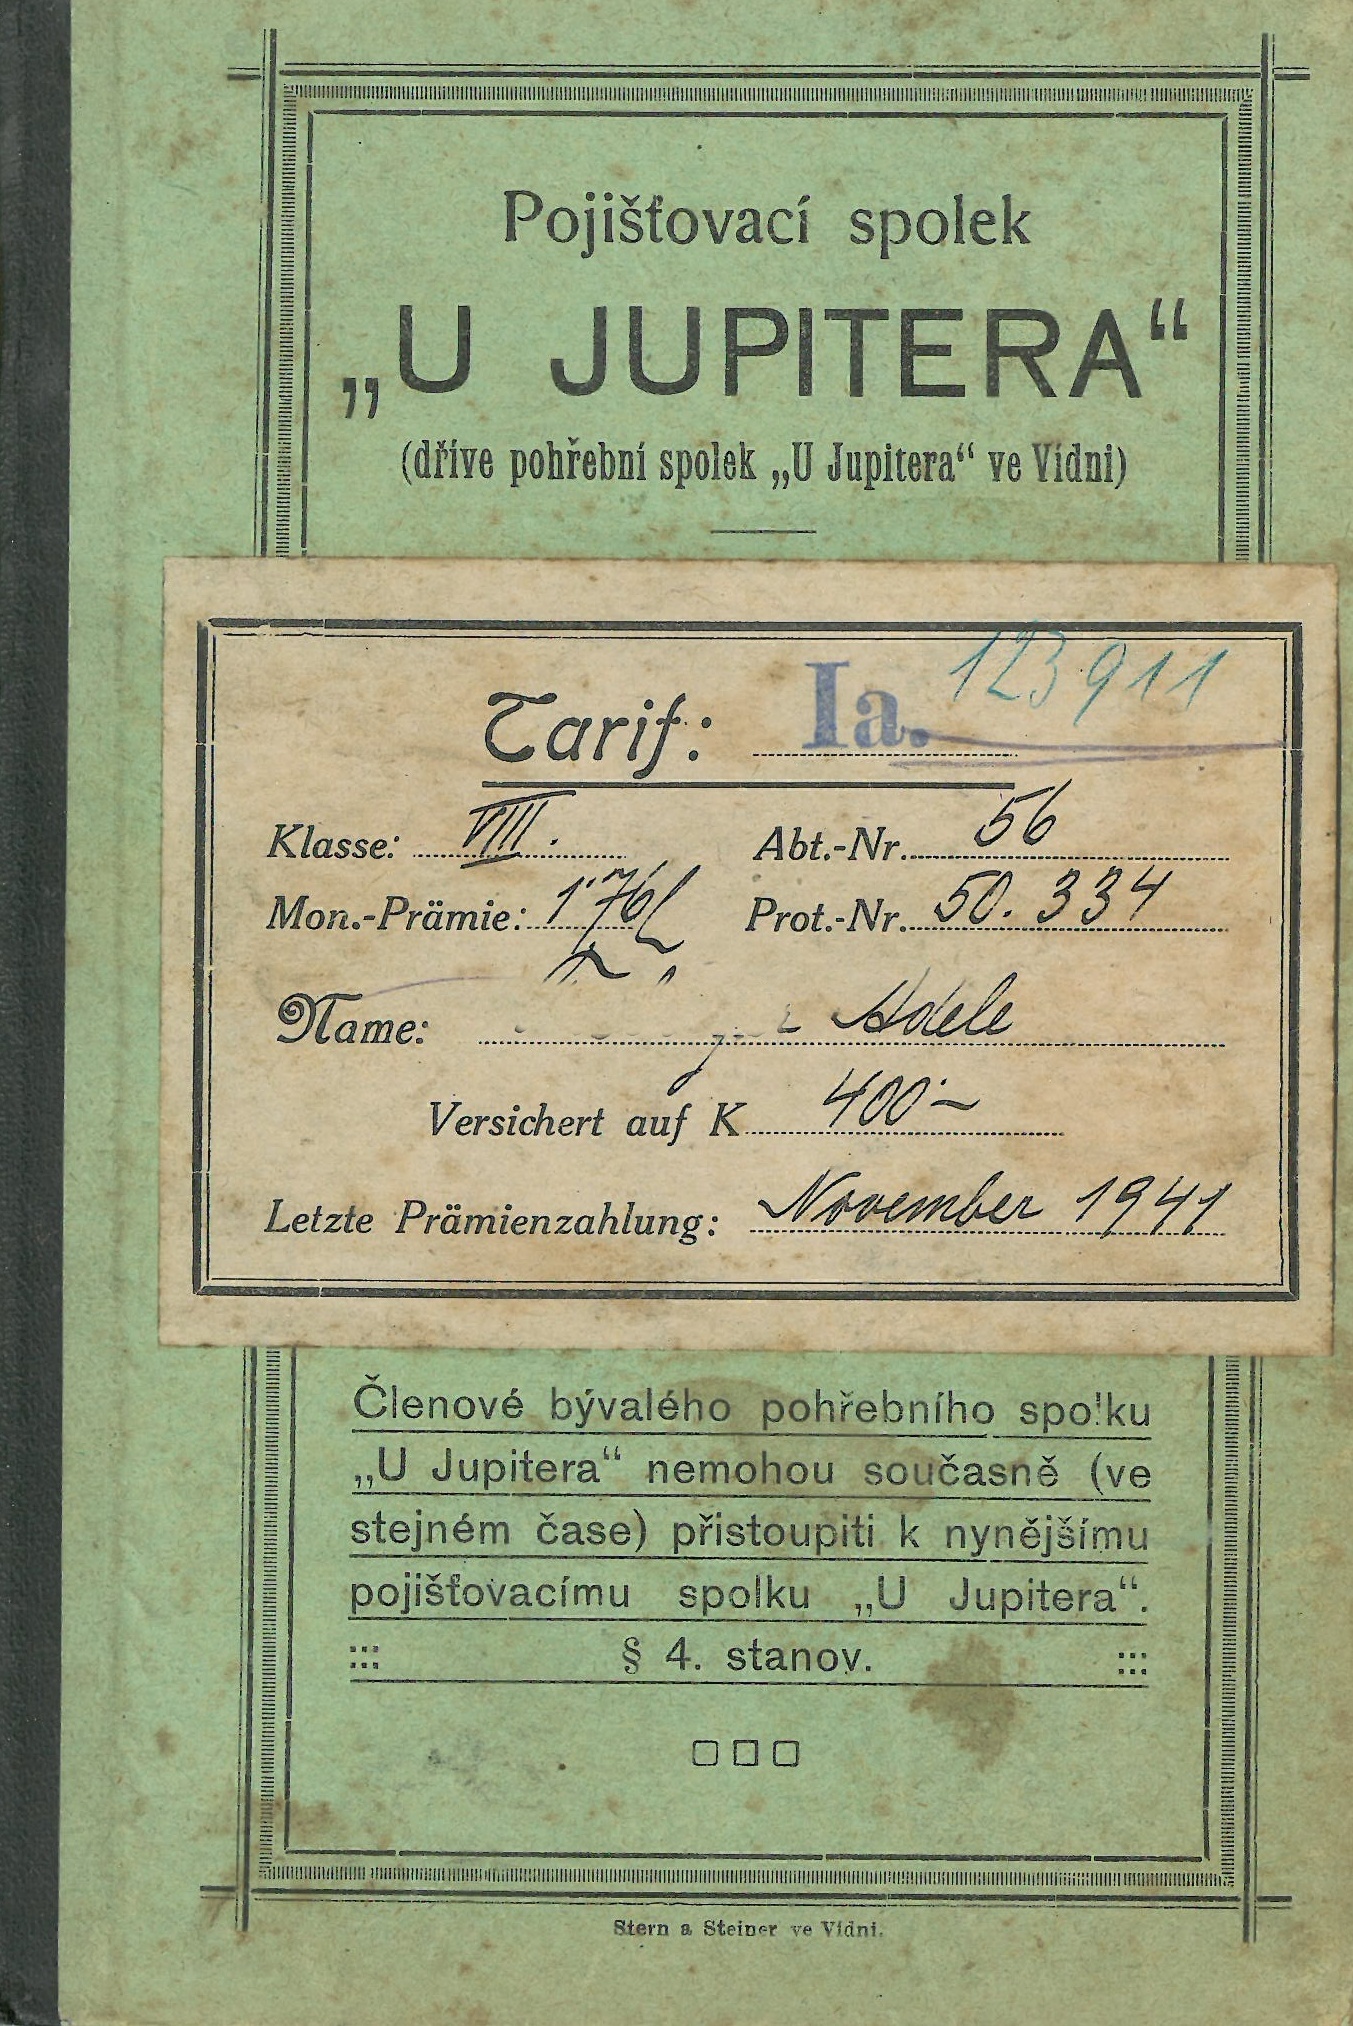 Pojišťovací spolek
„U JUPITERA“
(dříve pohřební spolek „U Jupitera“ ve Vídni)
123911
Tarif: Ia.
Klasse: VIII. Abt.-Nr. 56
Mon.-Prämie: 1.76 Prot.-Nr. 50.334
Name: Adele
Versichert auf K 400.–
Letzte Prämienzahlung: November 1941
Členové bývalého pohřebního spolku
„U Jupitera“ nemohou současně (ve
stejném čase) přistoupiti k nynějšímu
pojišťovacímu spolku „U Jupitera“.
§ 4. stanov.
Stern a Steiner ve Vídni.